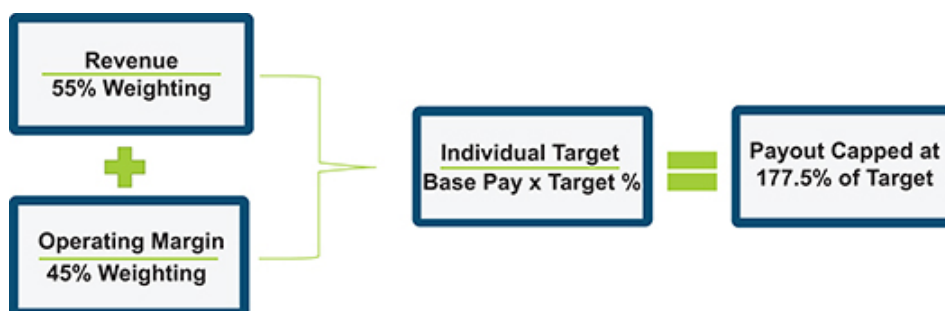 Revenue
55% Weighting
Operating Margin
45% Weighting
Individual Target
Base Pay x Target %
Payout Capped at
177.5% of Target